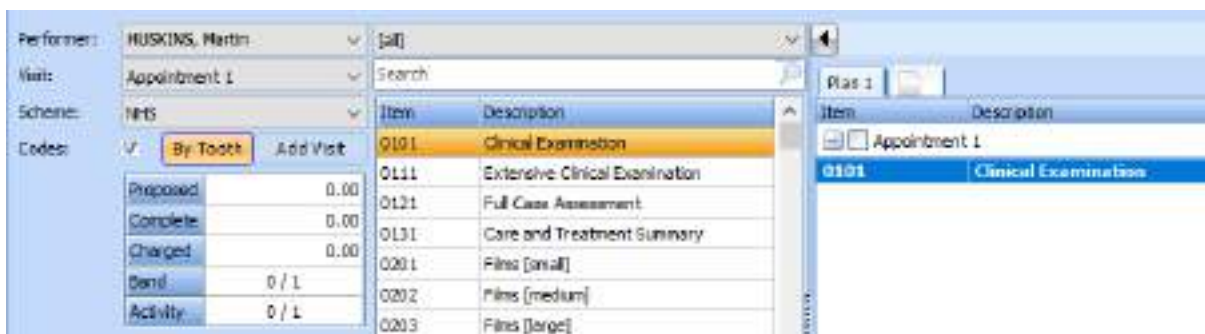 Performer: HUSKINS, Martin [all]
Visit: Appointment 1 Search
Plan 1
Scheme: NHS Item Description Item Description
Codes: By Tooth Add Visit 0101 Clinical Examination Appointment 1
0111 Extensive Clinical Examination 0101 Clinical Examination
Proposed 0.00
0121 Full Case Assessment
Complete 0.00
0131 Care and Treatment Summary
Charged 0.00
0201 Films [small]
Band 0 / 1
0202 Films [medium]
Activity 0 / 1
0203 Films [large]